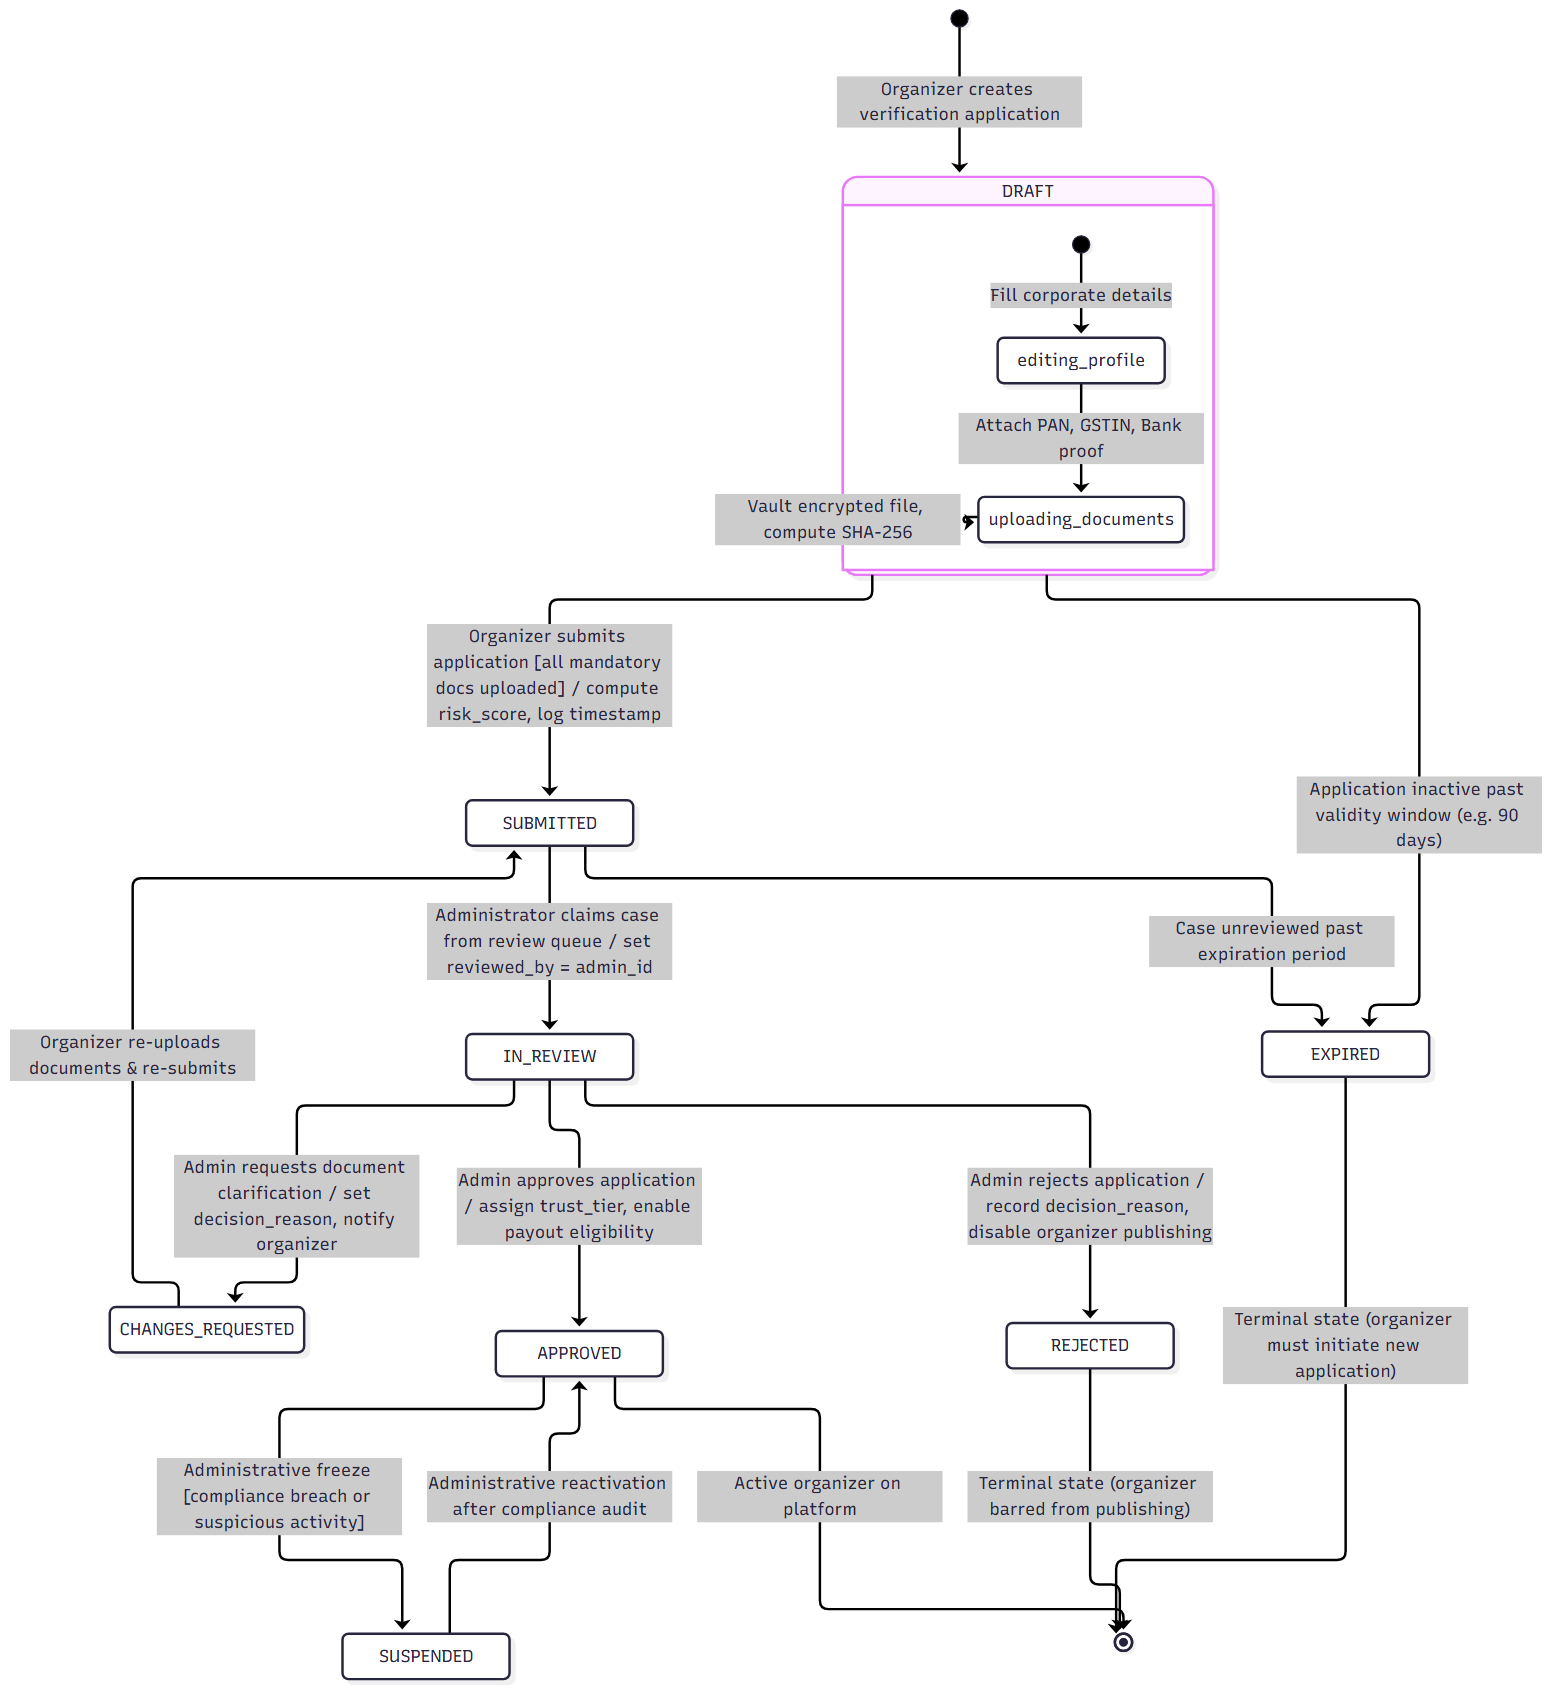 Organizer creates
verification application
DRAFT
Fill corporate details
editing_profile
Attach PAN, GSTIN, Bank
proof
Vault encrypted file,
compute SHA-256
uploading_documents
Organizer submits
application [all mandatory
docs uploaded] / compute
risk_score, log timestamp
Application inactive past
validity window (e.g. 90
days)
SUBMITTED
Administrator claims case
from review queue / set
reviewed_by = admin_id
Case unreviewed past
expiration period
Organizer re-uploads
documents & re-submits
IN_REVIEW
EXPIRED
Admin requests document
clarification / set
decision_reason, notify
organizer
Admin approves application
/ assign trust_tier, enable
payout eligibility
Admin rejects application /
record decision_reason,
disable organizer publishing
CHANGES_REQUESTED
APPROVED
REJECTED
Terminal state (organizer
must initiate new
application)
Administrative freeze
[compliance breach or
suspicious activity]
Administrative reactivation
after compliance audit
Active organizer on
platform
Terminal state (organizer
barred from publishing)
SUSPENDED